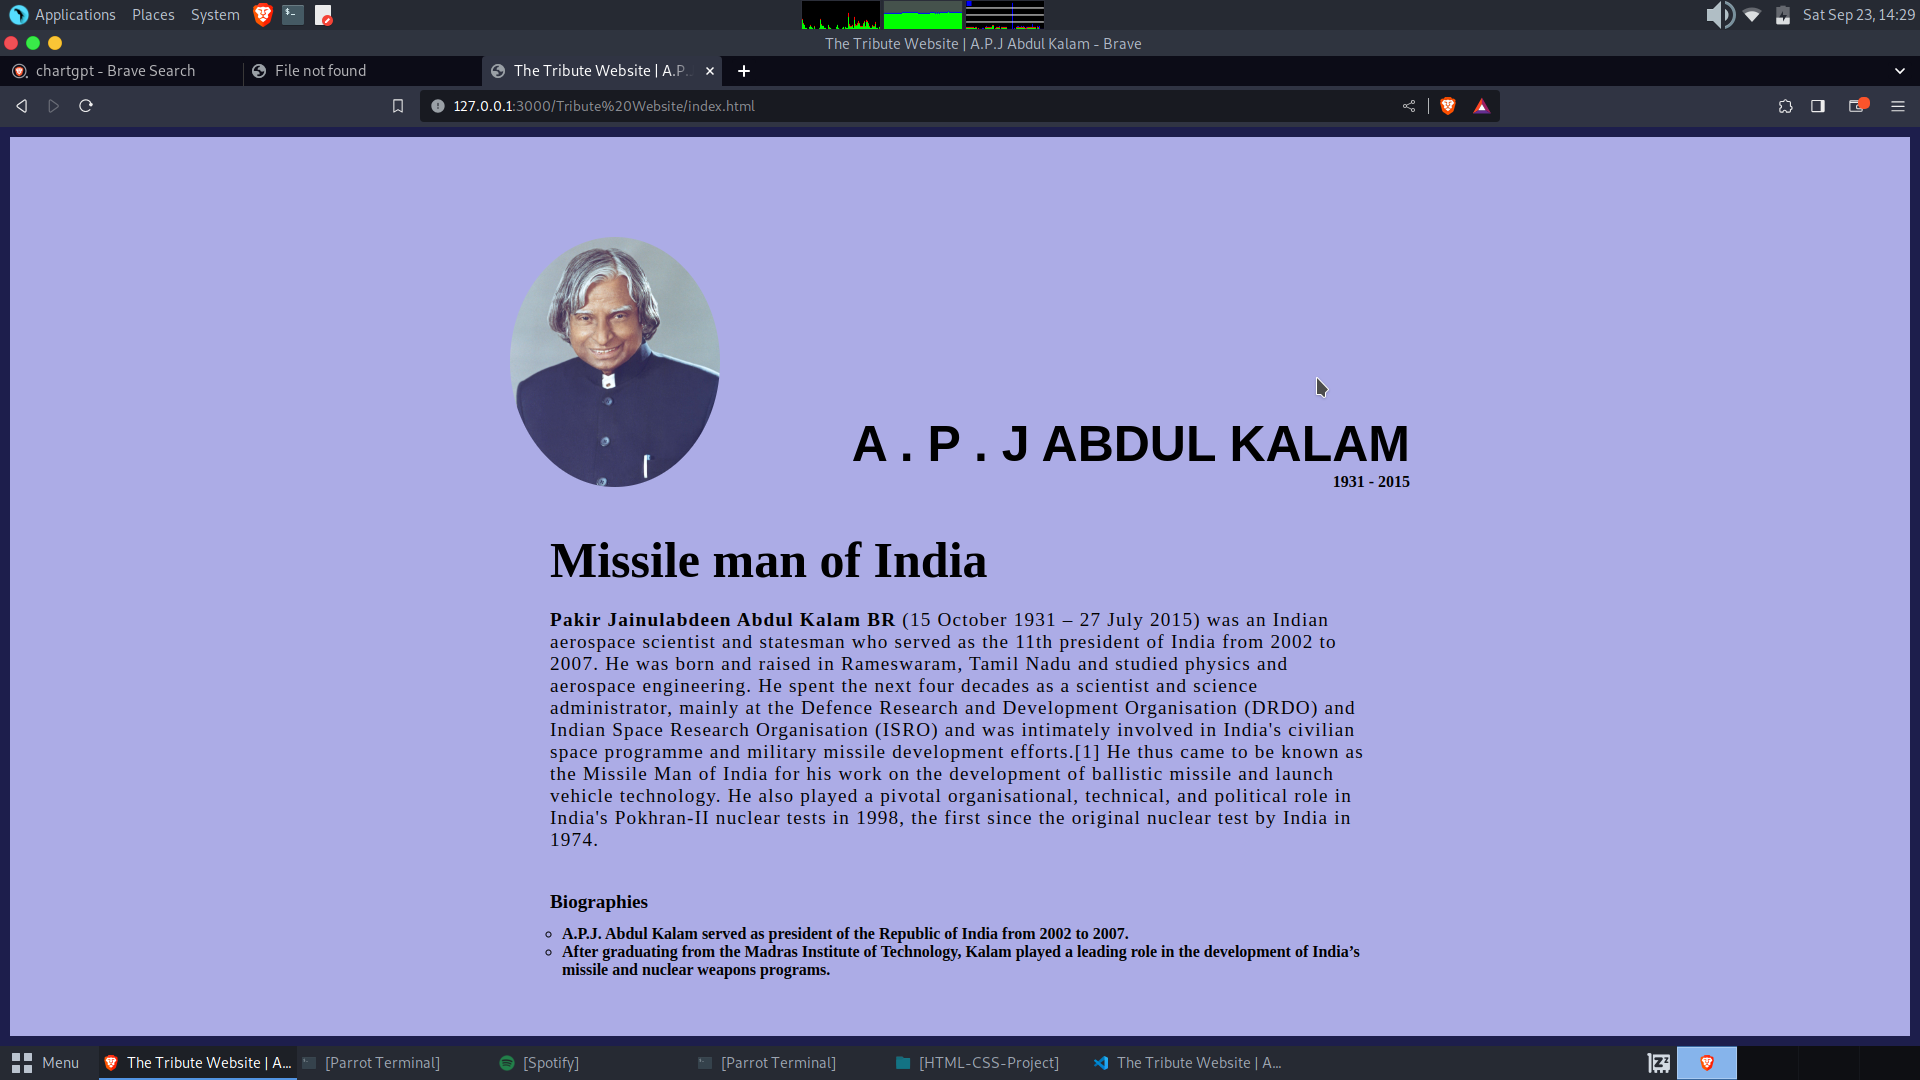 Applications Places System
Sat Sep 23, 14:29
The Tribute Website | A.P.J Abdul Kalam - Brave
chartgpt - Brave Search
File not found
The Tribute Website | A.P.
127.0.0.1:3000/Tribute%20Website/index.html
A . P . J ABDUL KALAM
1931 - 2015
Missile man of India
Pakir Jainulabdeen Abdul Kalam BR (15 October 1931 – 27 July 2015) was an Indian
aerospace scientist and statesman who served as the 11th president of India from 2002 to
2007. He was born and raised in Rameswaram, Tamil Nadu and studied physics and
aerospace engineering. He spent the next four decades as a scientist and science
administrator, mainly at the Defence Research and Development Organisation (DRDO) and
Indian Space Research Organisation (ISRO) and was intimately involved in India's civilian
space programme and military missile development efforts.[1] He thus came to be known as
the Missile Man of India for his work on the development of ballistic missile and launch
vehicle technology. He also played a pivotal organisational, technical, and political role in
India's Pokhran-II nuclear tests in 1998, the first since the original nuclear test by India in
1974.
Biographies
A.P.J. Abdul Kalam served as president of the Republic of India from 2002 to 2007.
After graduating from the Madras Institute of Technology, Kalam played a leading role in the development of India’s
missile and nuclear weapons programs.
Menu
The Tribute Website | A...
[Parrot Terminal]
[Spotify]
[Parrot Terminal]
[HTML-CSS-Project]
The Tribute Website | A...